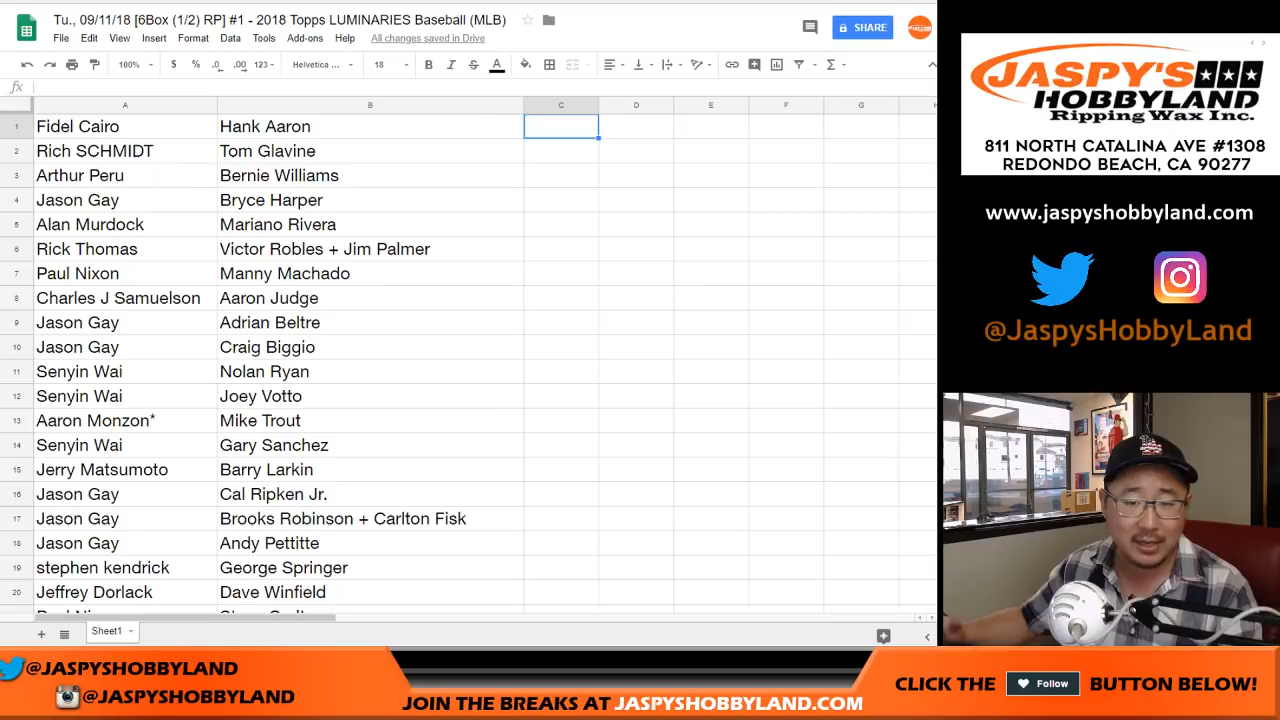 Tu., 09/11/18 [6Box (1/2) RP] #1 - 2018 Topps LUMINARIES Baseball (MLB)
File Edit View Insert Format Data Tools Add-ons Help All changes saved in Drive
SHARE
100% $ % .0 .00 123 Helvetica ... 18 B I S A
fx
A B C D E F G H
1 Fidel Cairo Hank Aaron
2 Rich SCHMIDT Tom Glavine
3 Arthur Peru Bernie Williams
4 Jason Gay Bryce Harper
5 Alan Murdock Mariano Rivera
6 Rick Thomas Victor Robles + Jim Palmer
7 Paul Nixon Manny Machado
8 Charles J Samuelson Aaron Judge
9 Jason Gay Adrian Beltre
10 Jason Gay Craig Biggio
11 Senyin Wai Nolan Ryan
12 Senyin Wai Joey Votto
13 Aaron Monzon* Mike Trout
14 Senyin Wai Gary Sanchez
15 Jerry Matsumoto Barry Larkin
16 Jason Gay Cal Ripken Jr.
17 Jason Gay Brooks Robinson + Carlton Fisk
18 Jason Gay Andy Pettitte
19 stephen kendrick George Springer
20 Jeffrey Dorlack Dave Winfield
Sheet1
JASPY'S
HOBBYLAND
Ripping Wax Inc.
811 NORTH CATALINA AVE #1308
REDONDO BEACH, CA 90277
www.jaspyshobbyland.com
@JaspysHobbyLand
@JASPYSHOBBYLAND
@JASPYSHOBBYLAND
JOIN THE BREAKS AT JASPYSHOBBYLAND.COM
CLICK THE Follow BUTTON BELOW!